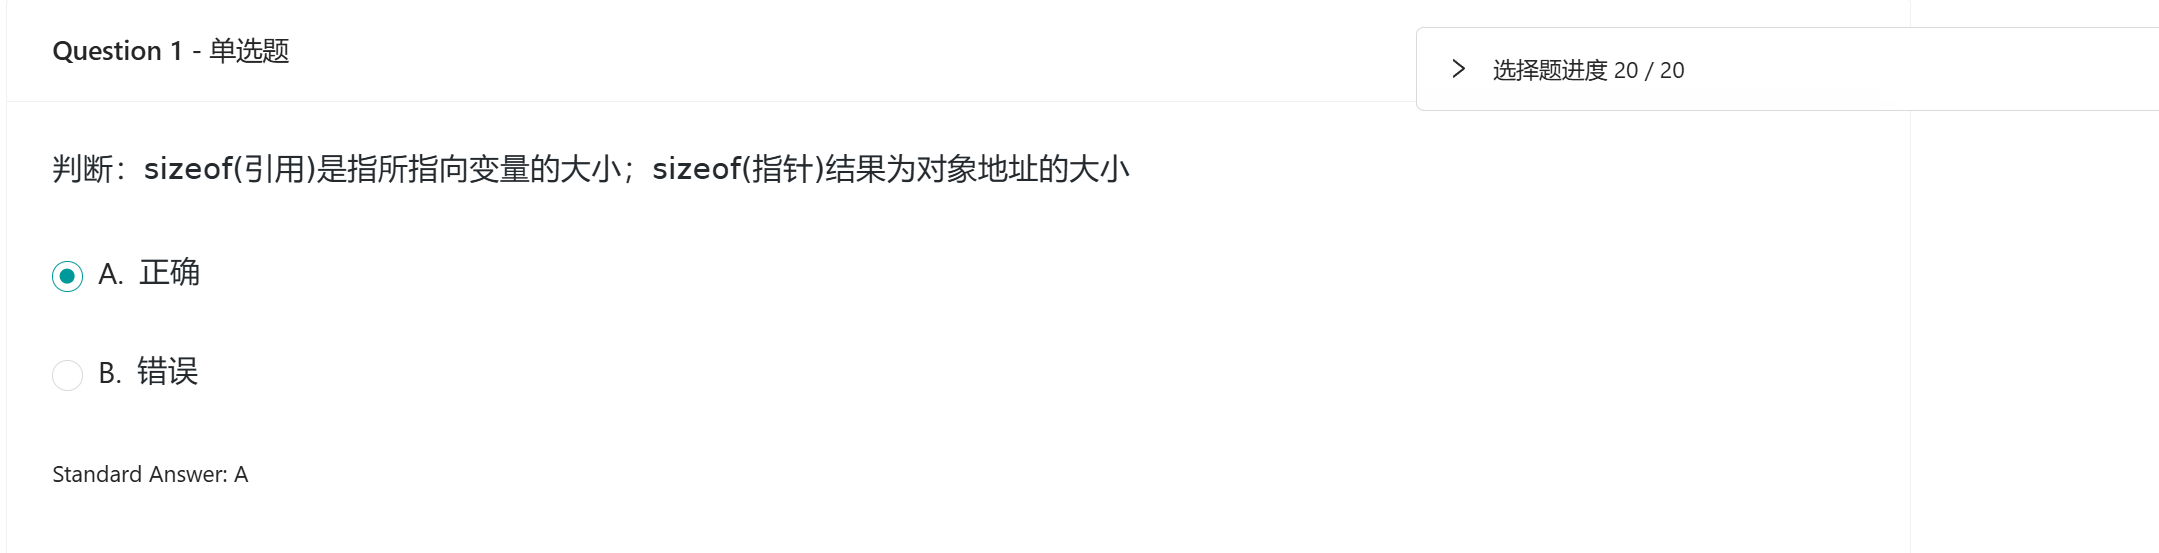 Question 1 - 单选题
选择题进度 20 / 20
判断：sizeof(引用)是指所指向变量的大小；sizeof(指针)结果为对象地址的大小
A. 正确
B. 错误
Standard Answer: A